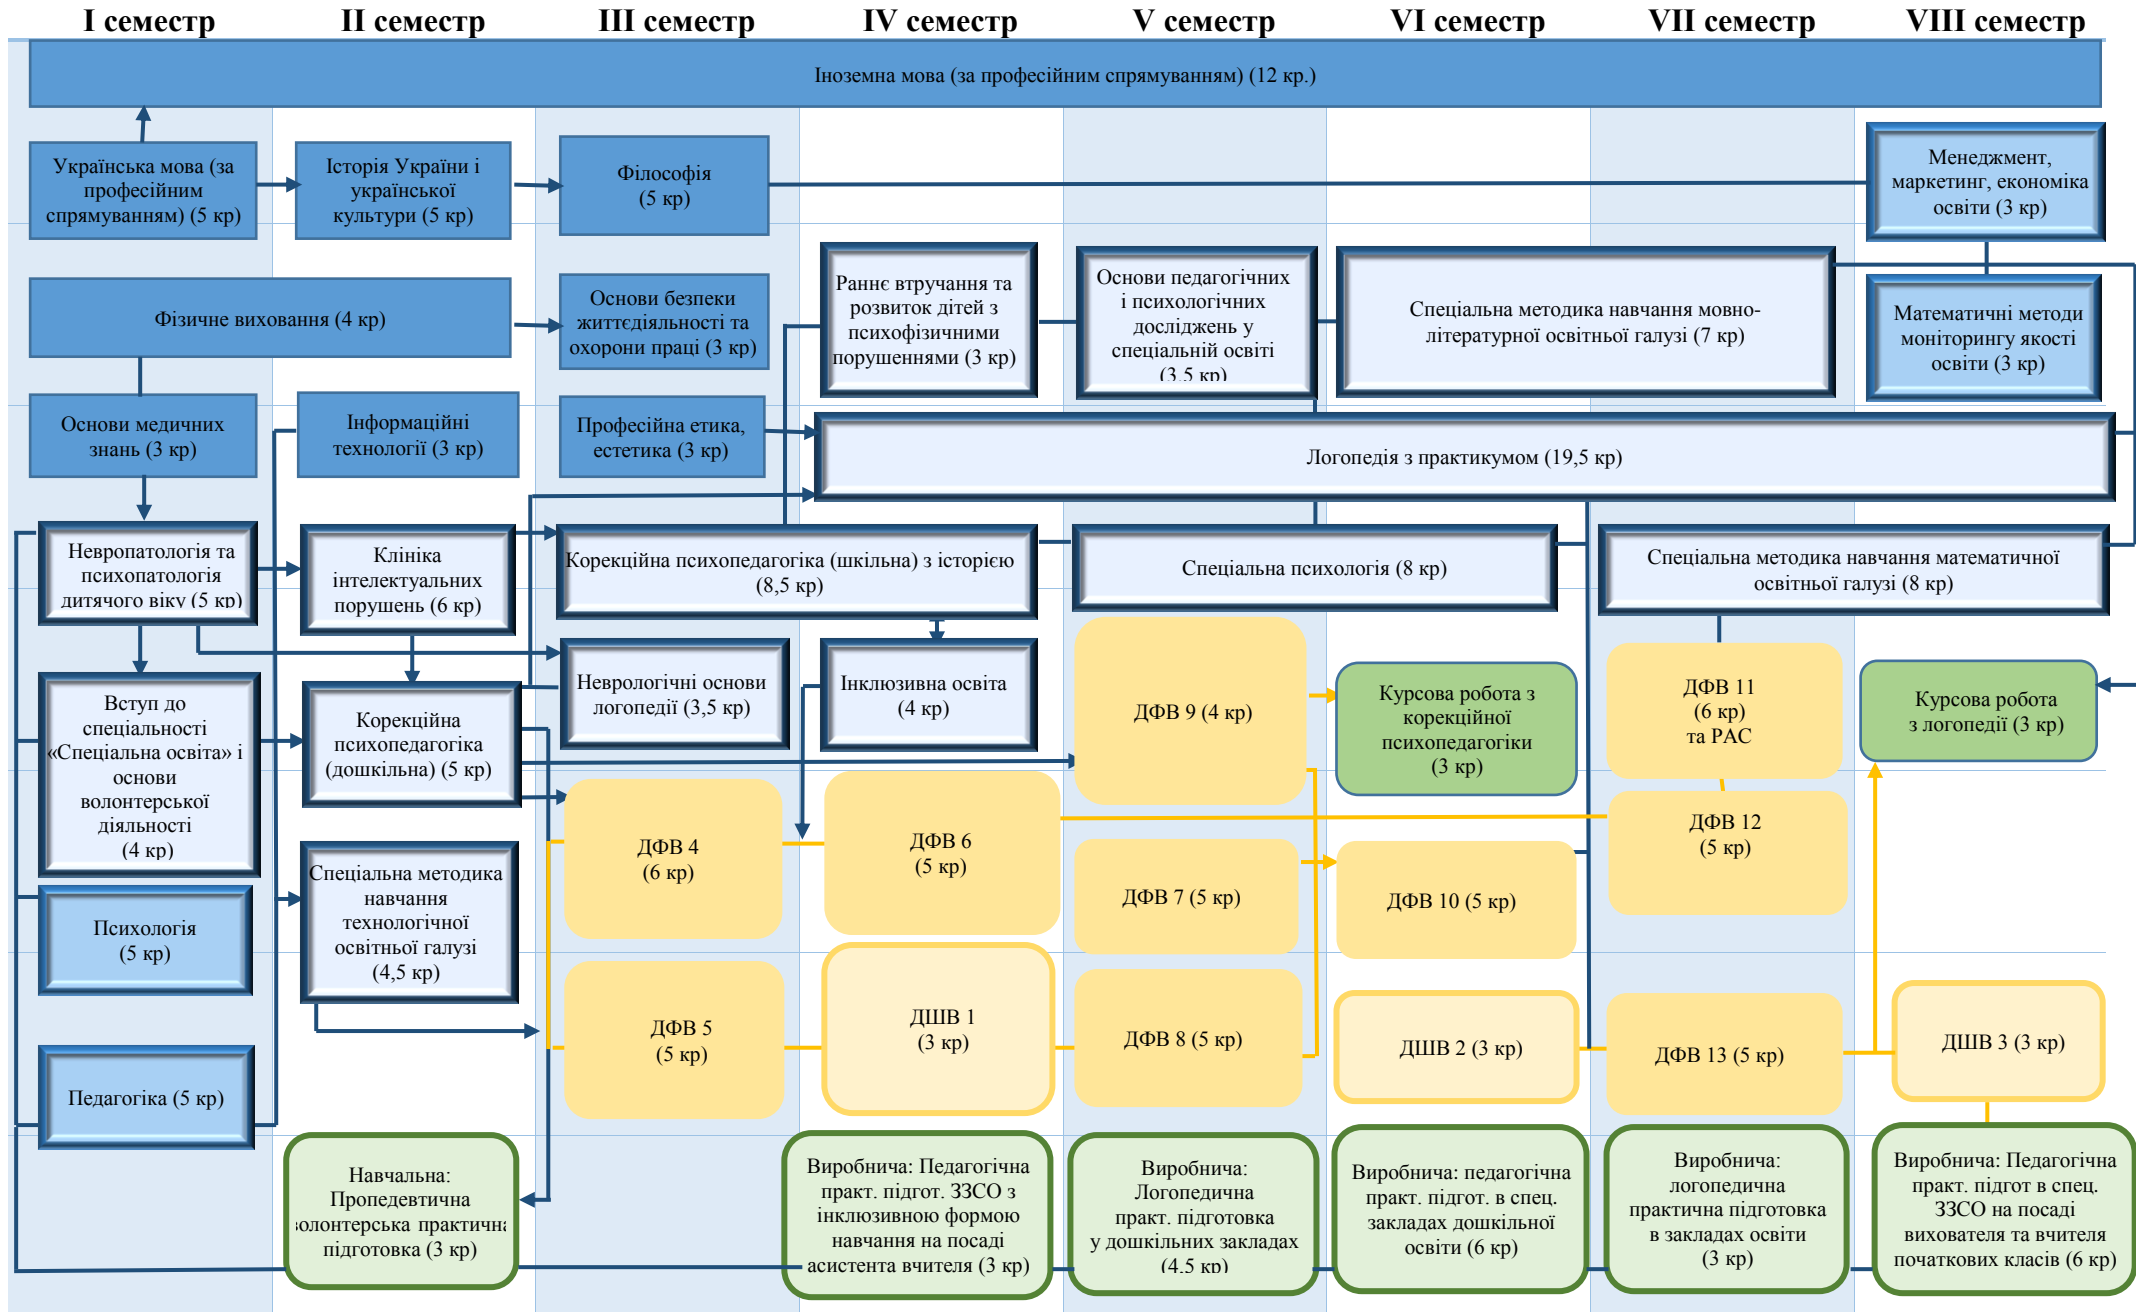 I семестр
II семестр
III семестр
IV семестр
V семестр
VI семестр
VII семестр
VIII семестр
Іноземна мова (за професійним спрямуванням) (12 кр.)
Українська мова (за
професійним
спрямуванням) (5 кр)
Історія України і
української
культури (5 кр)
Філософія
(5 кр)
Менеджмент,
маркетинг, економіка
освіти (3 кр)
Фізичне виховання (4 кр)
Основи безпеки
життєдіяльності та
охорони праці (3 кр)
Раннє втручання та
розвиток дітей з
психофізичними
порушеннями (3 кр)
Основи педагогічних
і психологічних
досліджень у
спеціальній освіті
(3,5 кр)
Спеціальна методика навчання мовно-
літературної освітньої галузі (7 кр)
Математичні методи
моніторингу якості
освіти (3 кр)
Основи медичних
знань (3 кр)
Інформаційні
технології (3 кр)
Професійна етика,
естетика (3 кр)
Логопедія з практикумом (19,5 кр)
Невропатологія та
психопатологія
дитячого віку (5 кр)
Клініка
інтелектуальних
порушень (6 кр)
Корекційна психопедагогіка (шкільна) з історією
(8,5 кр)
Спеціальна психологія (8 кр)
Спеціальна методика навчання математичної
освітньої галузі (8 кр)
Вступ до
спеціальності
«Спеціальна освіта» і
основи
волонтерської
діяльності
(4 кр)
Корекційна
психопедагогіка
(дошкільна) (5 кр)
Неврологічні основи
логопедії (3,5 кр)
Інклюзивна освіта
(4 кр)
ДФВ 9 (4 кр)
Курсова робота з
корекційної
психопедагогіки
(3 кр)
ДФВ 11
(6 кр)
та РАС
Курсова робота
з логопедії (3 кр)
Спеціальна методика
навчання
технологічної
освітньої галузі
(4,5 кр)
ДФВ 4
(6 кр)
ДФВ 6
(5 кр)
ДФВ 7 (5 кр)
ДФВ 10 (5 кр)
ДФВ 12
(5 кр)
Психологія
(5 кр)
ДФВ 5
(5 кр)
ДШВ 1
(3 кр)
ДФВ 8 (5 кр)
ДШВ 2 (3 кр)
ДФВ 13 (5 кр)
ДШВ 3 (3 кр)
Педагогіка (5 кр)
Навчальна:
Пропедевтична
волонтерська практична
підготовка (3 кр)
Виробнича: Педагогічна
практ. підгот. ЗЗСО з
інклюзивною формою
навчання на посаді
асистента вчителя (3 кр)
Виробнича:
Логопедична
практ. підготовка
у дошкільних закладах
(4,5 кр)
Виробнича: педагогічна
практ. підгот. в спец.
закладах дошкільної
освіти (6 кр)
Виробнича:
логопедична
практична підготовка
в закладах освіти
(3 кр)
Виробнича: Педагогічна
практ. підгот в спец.
ЗЗСО на посаді
вихователя та вчителя
початкових класів (6 кр)